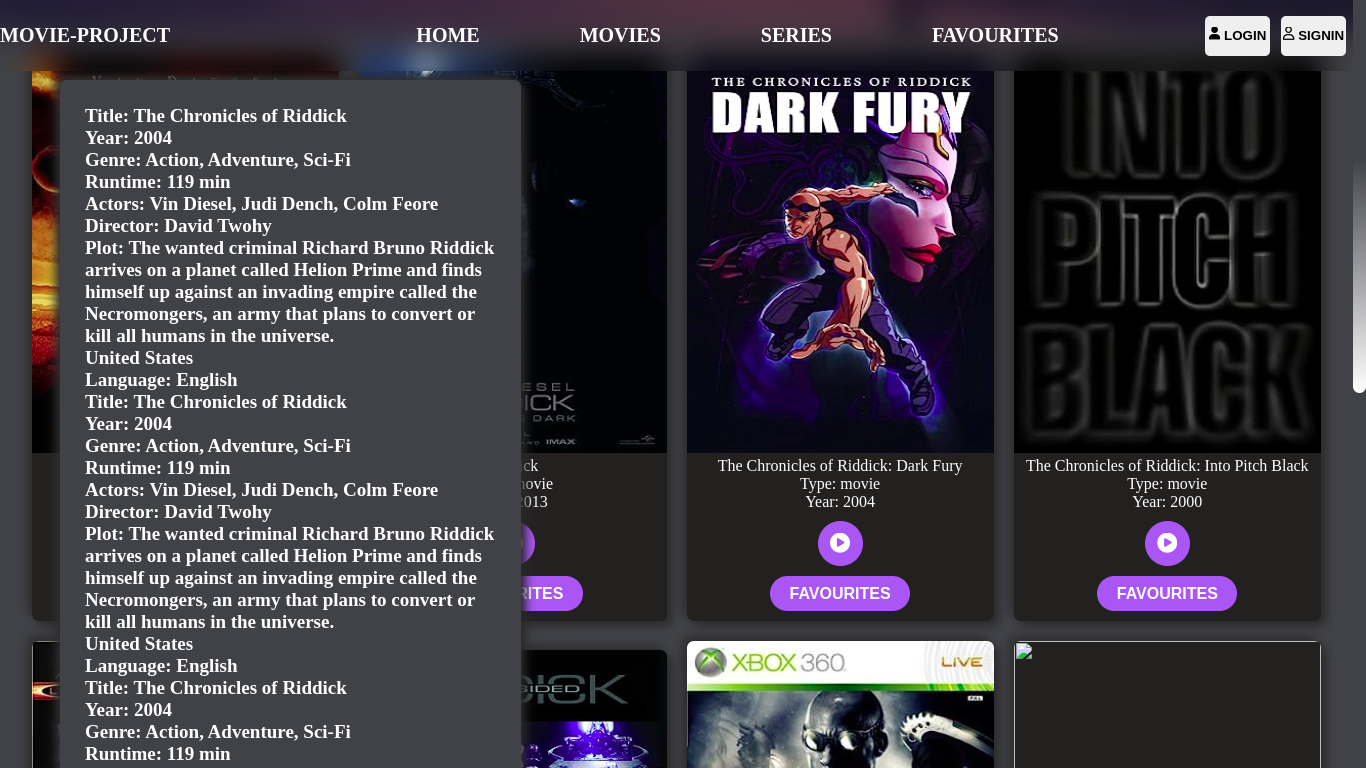 MOVIE-PROJECT
HOME
MOVIES
SERIES
FAVOURITES
LOGIN
SIGNIN
Title: The Chronicles of Riddick
Year: 2004
Genre: Action, Adventure, Sci-Fi
Runtime: 119 min
Actors: Vin Diesel, Judi Dench, Colm Feore
Director: David Twohy
Plot: The wanted criminal Richard Bruno Riddick
arrives on a planet called Helion Prime and finds
himself up against an invading empire called the
Necromongers, an army that plans to convert or
kill all humans in the universe.
United States
Language: English
Title: The Chronicles of Riddick
Year: 2004
Genre: Action, Adventure, Sci-Fi
Runtime: 119 min
Actors: Vin Diesel, Judi Dench, Colm Feore
Director: David Twohy
Plot: The wanted criminal Richard Bruno Riddick
arrives on a planet called Helion Prime and finds
himself up against an invading empire called the
Necromongers, an army that plans to convert or
kill all humans in the universe.
United States
Language: English
Title: The Chronicles of Riddick
Year: 2004
Genre: Action, Adventure, Sci-Fi
Runtime: 119 min
ESEL
ICK
DARK
IMAX
ick
movie
2013
RITES
THE CHRONICLES OF RIDDICK
DARK FURY
The Chronicles of Riddick: Dark Fury
Type: movie
Year: 2004
FAVOURITES
INTO
PITCH
BLACK
The Chronicles of Riddick: Into Pitch Black
Type: movie
Year: 2000
FAVOURITES
SIDED
DICK
XBOX 360
LIVE
PAL